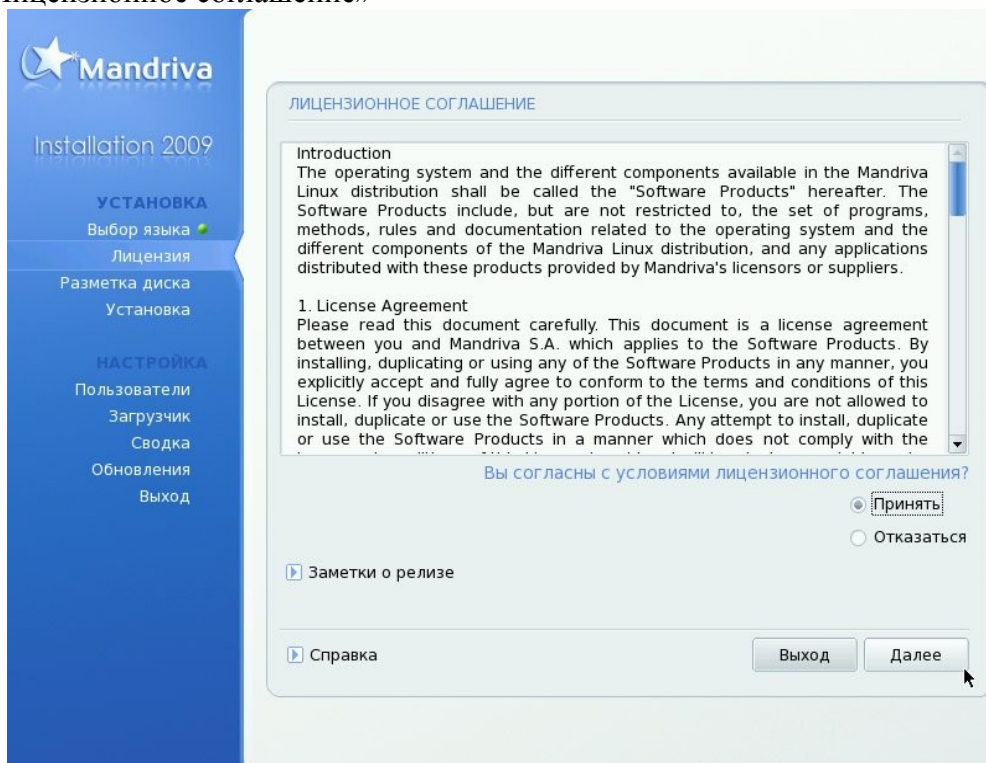 лицензионное соглашение»
Mandriva
Installation 2009
УСТАНОВКА
Выбор языка
Лицензия
Разметка диска
Установка
НАСТРОЙКА
Пользователи
Загрузчик
Сводка
Обновления
Выход
ЛИЦЕНЗИОННОЕ СОГЛАШЕНИЕ
Introduction
The operating system and the different components available in the Mandriva
Linux distribution shall be called the "Software Products" hereafter. The
Software Products include, but are not restricted to, the set of programs,
methods, rules and documentation related to the operating system and the
different components of the Mandriva Linux distribution, and any applications
distributed with these products provided by Mandriva's licensors or suppliers.
1. License Agreement
Please read this document carefully. This document is a license agreement
between you and Mandriva S.A. which applies to the Software Products. By
installing, duplicating or using any of the Software Products in any manner, you
explicitly accept and fully agree to conform to the terms and conditions of this
License. If you disagree with any portion of the License, you are not allowed to
install, duplicate or use the Software Products. Any attempt to install, duplicate
or use the Software Products in a manner which does not comply with the
Вы согласны с условиями лицензионного соглашения?
Принять
Отказаться
Заметки о релизе
Справка
Выход
Далее